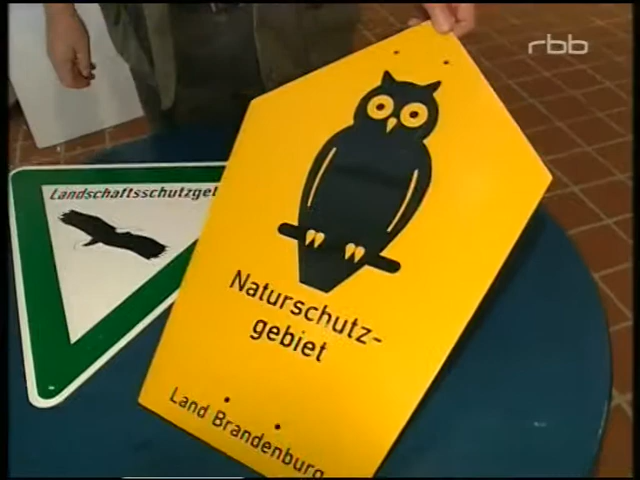 rbb
Landschaftsschutzge
Naturschutz-
gebiet
Land Brandenburg